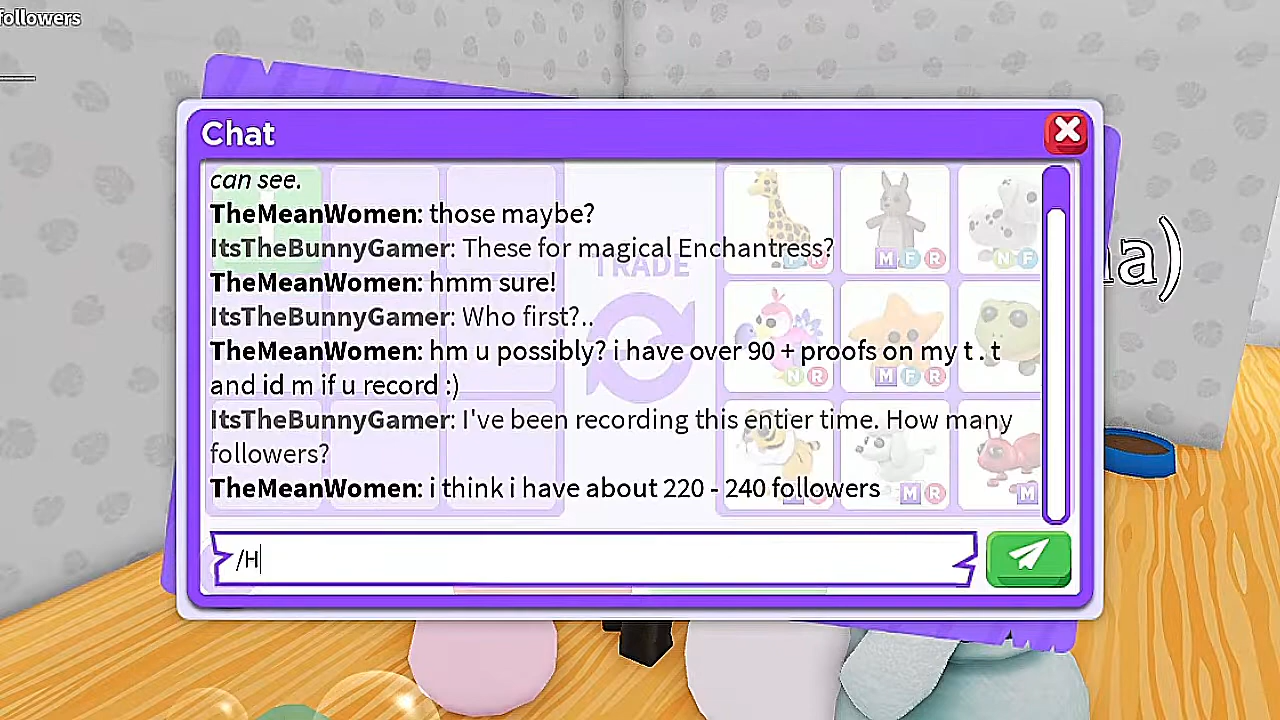 followers
Chat
can see.
TheMeanWomen: those maybe?
ItsTheBunnyGamer: These for magical Enchantress?
TRADE
TheMeanWomen: hmm sure!
ItsTheBunnyGamer: Who first?..
TheMeanWomen: hm u possibly? i have over 90 + proofs on my t . t
and id m if u record :)
ItsTheBunnyGamer: I've been recording this entier time. How many
followers?
TheMeanWomen: i think i have about 220 - 240 followers
/H
M F R
N F
N R
M F R
M R
M
a)